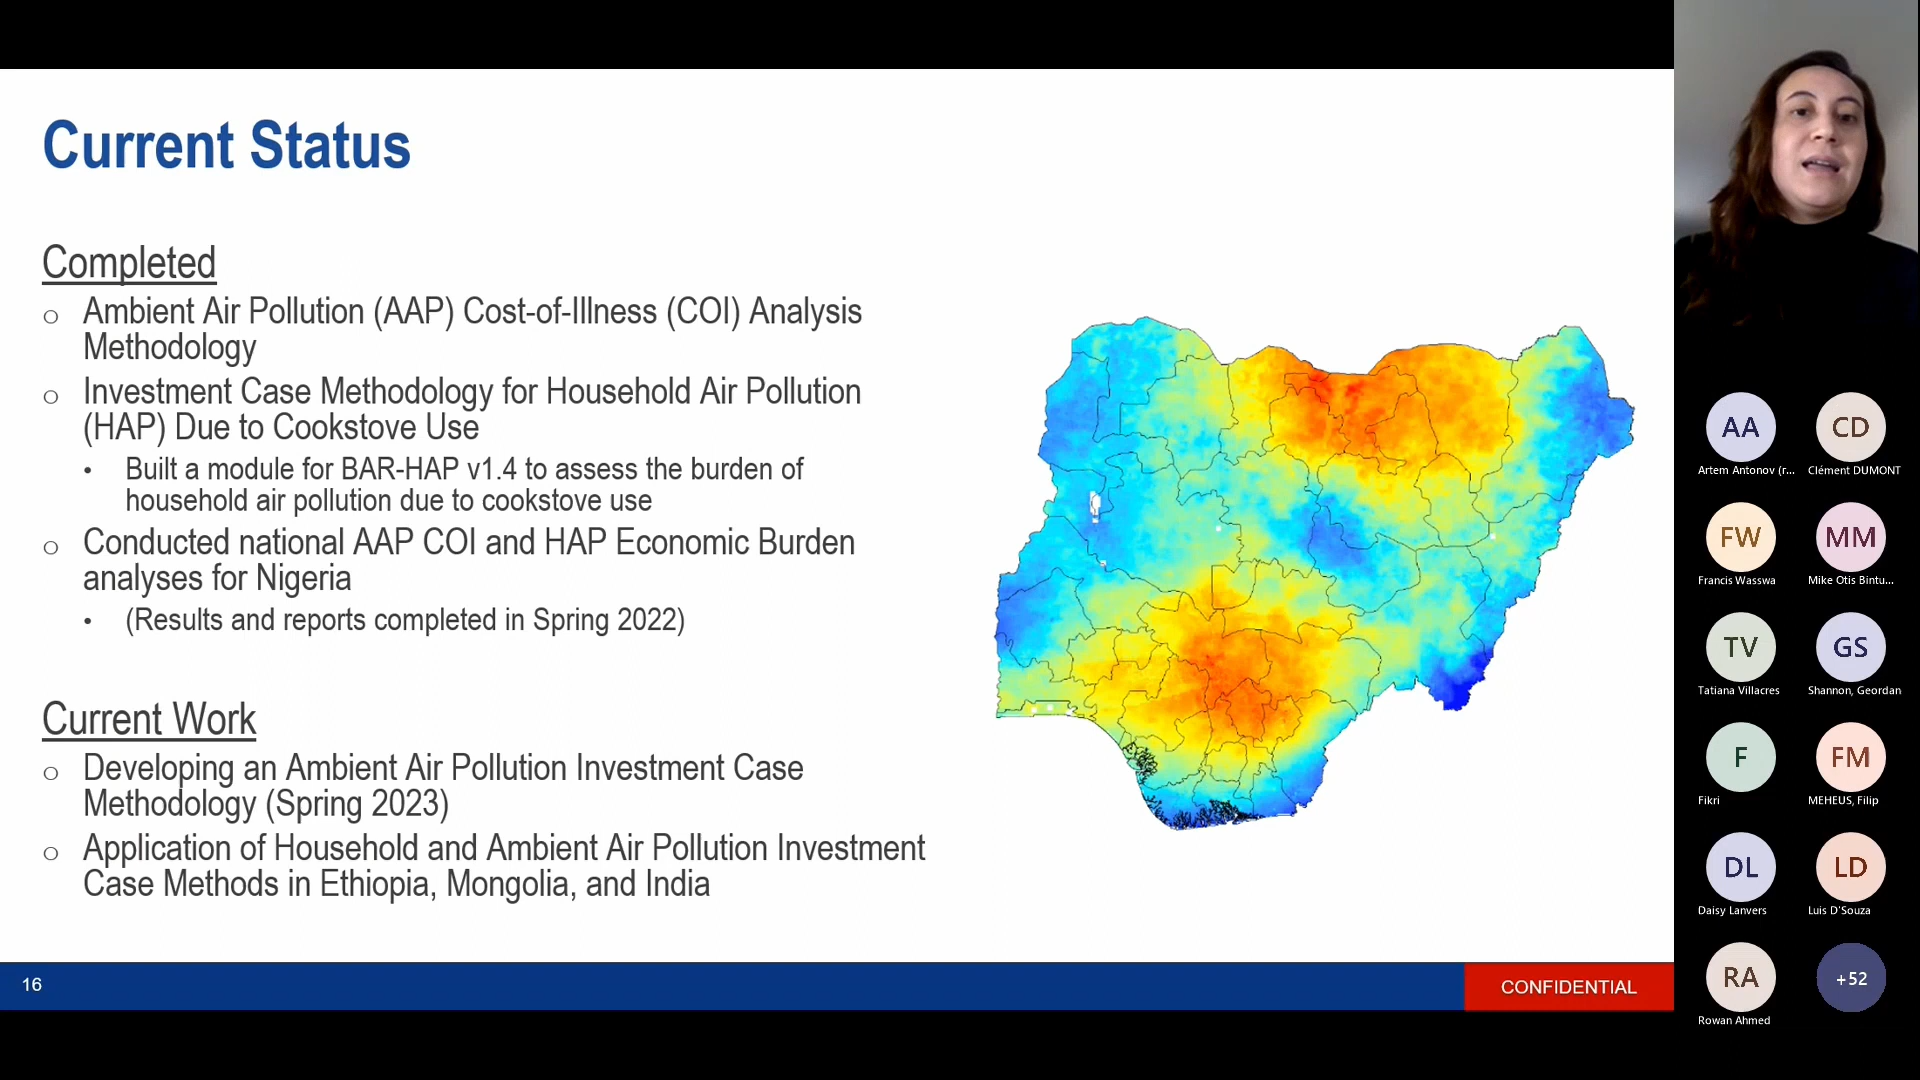 Current Status
Completed
o Ambient Air Pollution (AAP) Cost-of-Illness (COI) Analysis
Methodology
o Investment Case Methodology for Household Air Pollution
(HAP) Due to Cookstove Use
• Built a module for BAR-HAP v1.4 to assess the burden of
household air pollution due to cookstove use
o Conducted national AAP COI and HAP Economic Burden
analyses for Nigeria
• (Results and reports completed in Spring 2022)
Current Work
o Developing an Ambient Air Pollution Investment Case
Methodology (Spring 2023)
o Application of Household and Ambient Air Pollution Investment
Case Methods in Ethiopia, Mongolia, and India
16
CONFIDENTIAL
AA
Artem Antonov (r...
CD
Clément DUMONT
FW
Francis Wasswa
MM
Mike Otis Bintu...
TV
Tatiana Villacres
GS
Shannon, Geordan
F
Fikri
FM
MEHEUS, Filip
DL
Daisy Lanvers
LD
Luis D'Souza
RA
Rowan Ahmed
+52